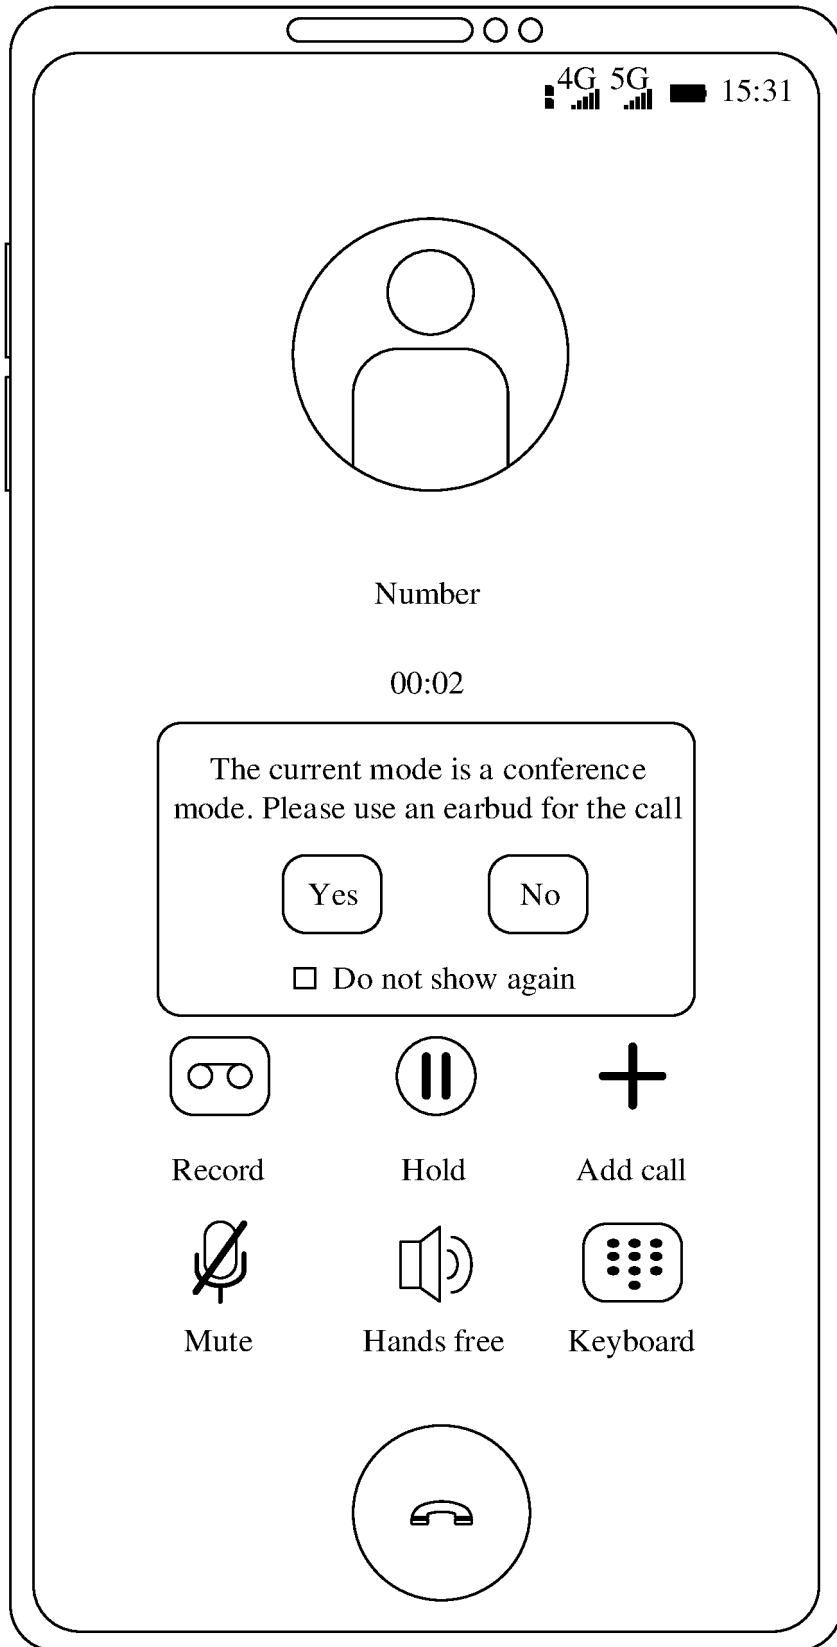 4G 5G 15:31
Number
00:02
The current mode is a conference
mode. Please use an earbud for the call
Yes No
Do not show again
Record Hold Add call
Mute Hands free Keyboard